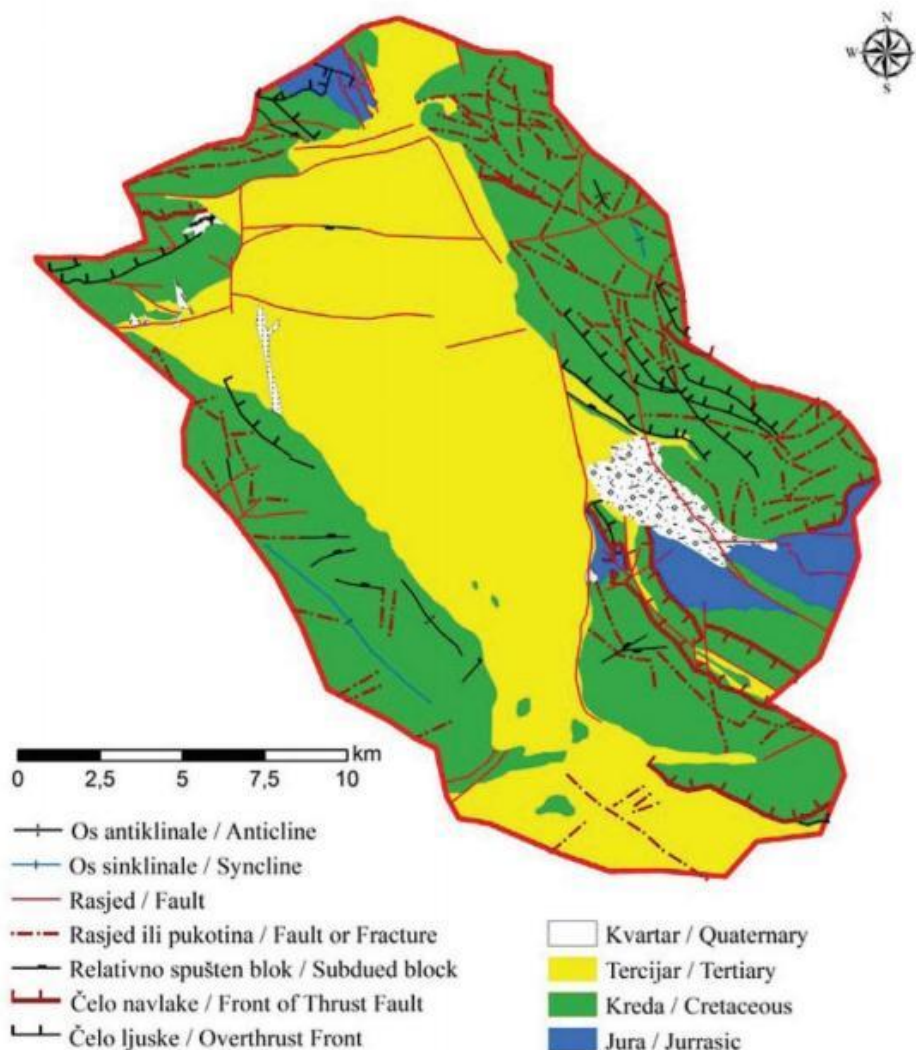 N
W
S
km
0 2,5 5 7,5 10
Os antiklinale / Anticline
Os sinklinale / Syncline
Rasjed / Fault
Rasjed ili pukotina / Fault or Fracture
Relativno spušten blok / Subdued block
Čelo navlake / Front of Thrust Fault
Čelo ljuske / Overthrust Front
Kvartar / Quaternary
Tercijar / Tertiary
Kreda / Cretaceous
Jura / Jurrasic